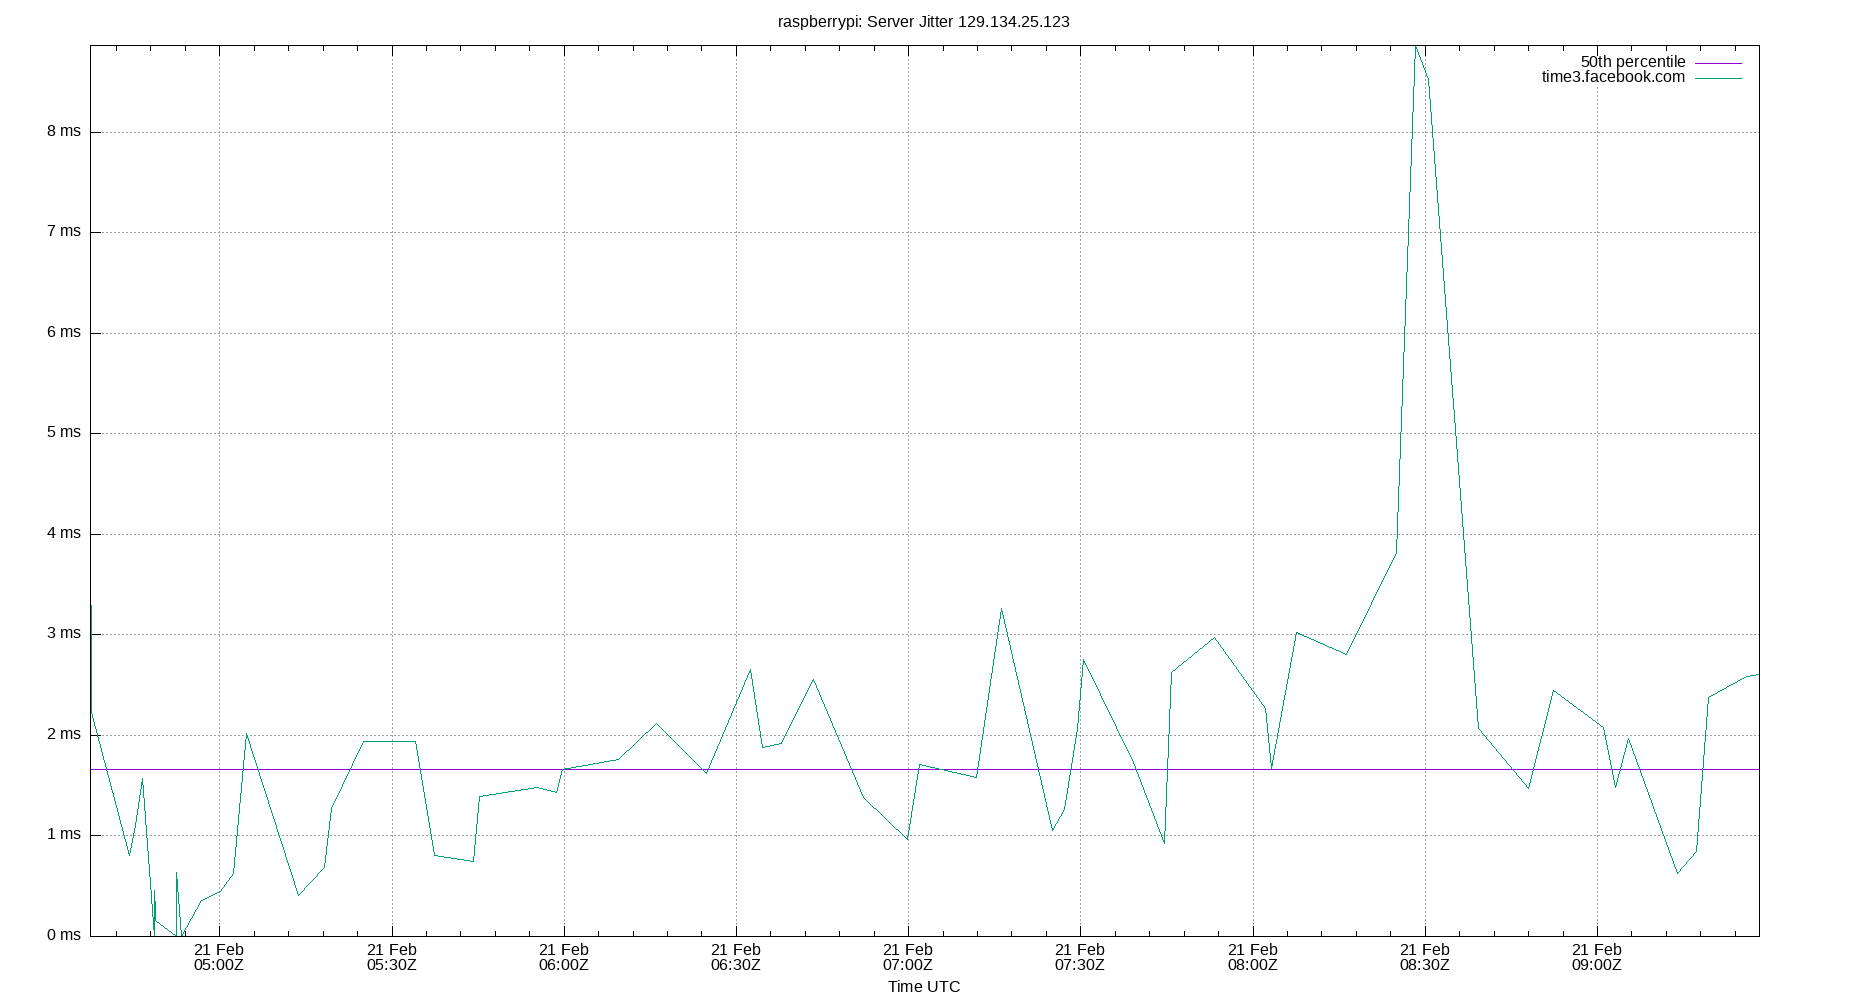 raspberrypi: Server Jitter 129.134.25.123
50th percentile
time3.facebook.com
8 ms
7 ms
6 ms
5 ms
4 ms
3 ms
2 ms
1 ms
0 ms
21 Feb 21 Feb 21 Feb 21 Feb 21 Feb 21 Feb 21 Feb 21 Feb 21 Feb
05:00Z 05:30Z 06:00Z 06:30Z 07:00Z 07:30Z 08:00Z 08:30Z 09:00Z
Time UTC